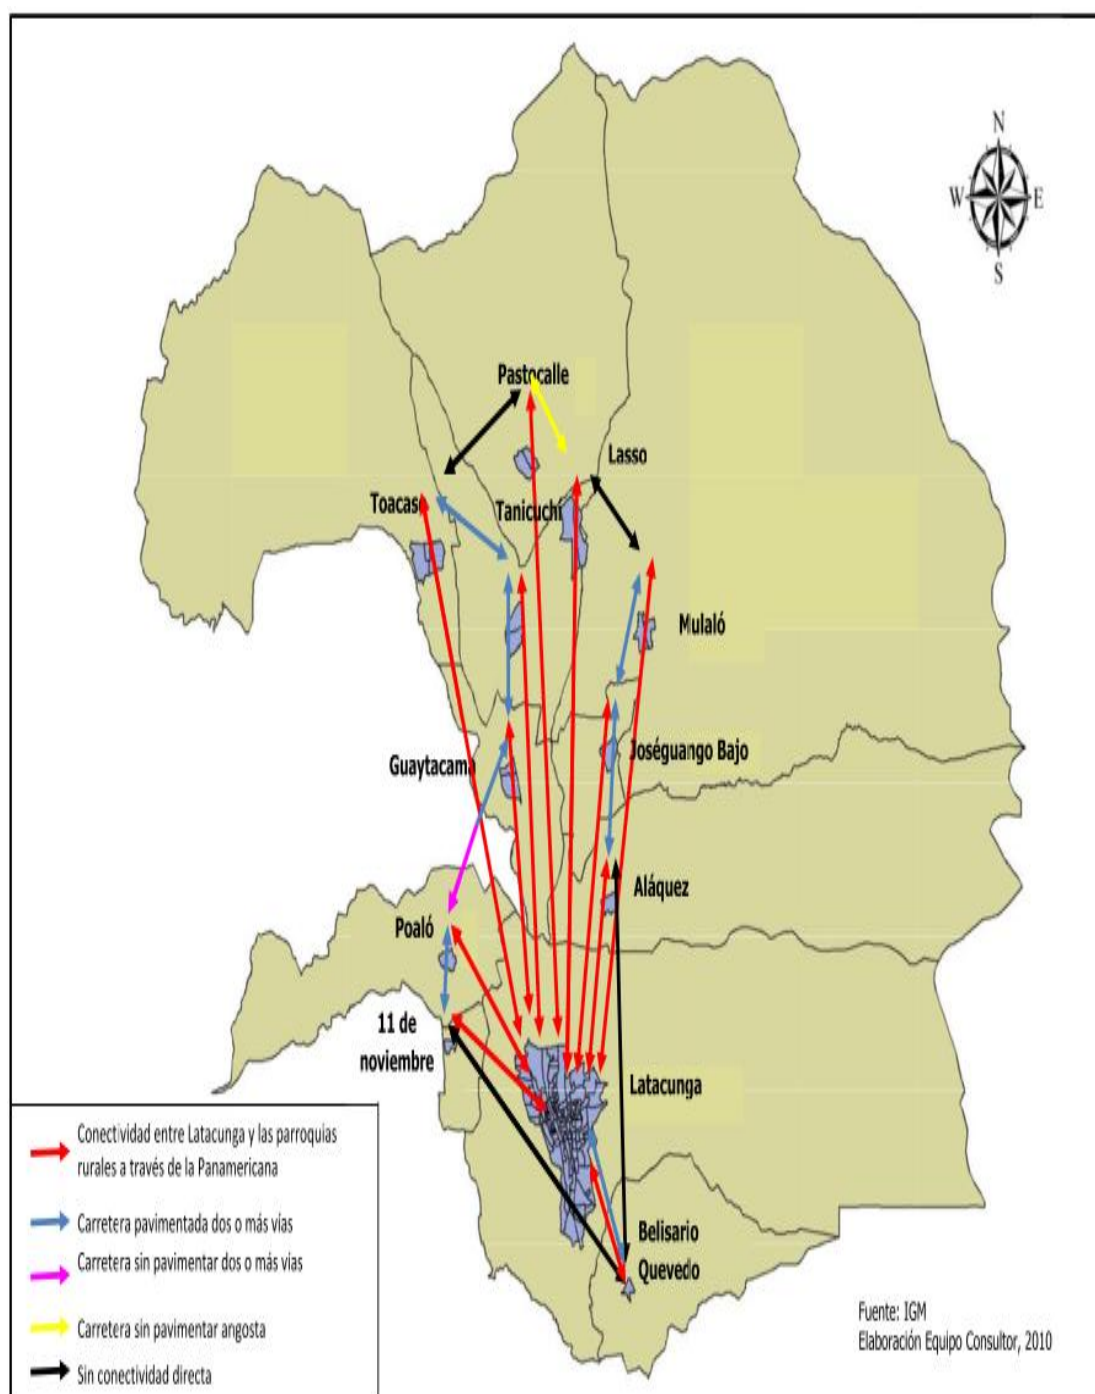 N
W
E
S
Pastocalle
Lasso
Toacaso
Tanicuchí
Mulaló
Guaytacama
Joséguango Bajo
Aláquez
Poaló
11 de
noviembre
Latacunga
Belisario
Quevedo
Conectividad entre Latacunga y las parroquias
rurales a través de la Panamericana
Carretera pavimentada dos o más vías
Carretera sin pavimentar dos o más vías
Carretera sin pavimentar angosta
Sin conectividad directa
Fuente: IGM
Elaboración Equipo Consultor, 2010